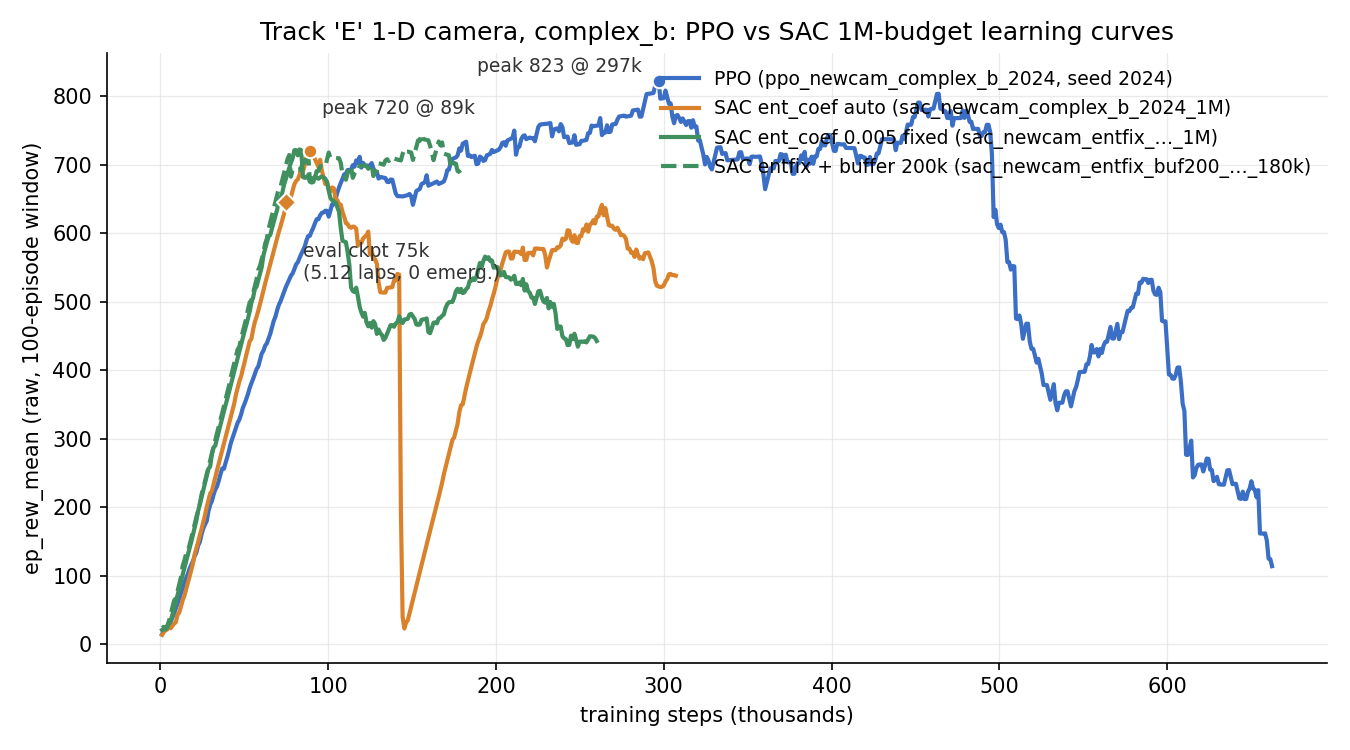 Track 'E' 1-D camera, complex_b: PPO vs SAC 1M-budget learning curves
peak 823 @ 297k
peak 720 @ 89k
eval ckpt 75k
(5.12 laps, 0 emerg.)
PPO (ppo_newcam_complex_b_2024, seed 2024)
SAC ent_coef auto (sac_newcam_complex_b_2024_1M)
SAC ent_coef 0.005 fixed (sac_newcam_entfix_..._1M)
SAC entfix + buffer 200k (sac_newcam_entfix_buf200_..._180k)
ep_rew_mean (raw, 100-episode window)
800
700
600
500
400
300
200
100
0
0 100 200 300 400 500 600
training steps (thousands)